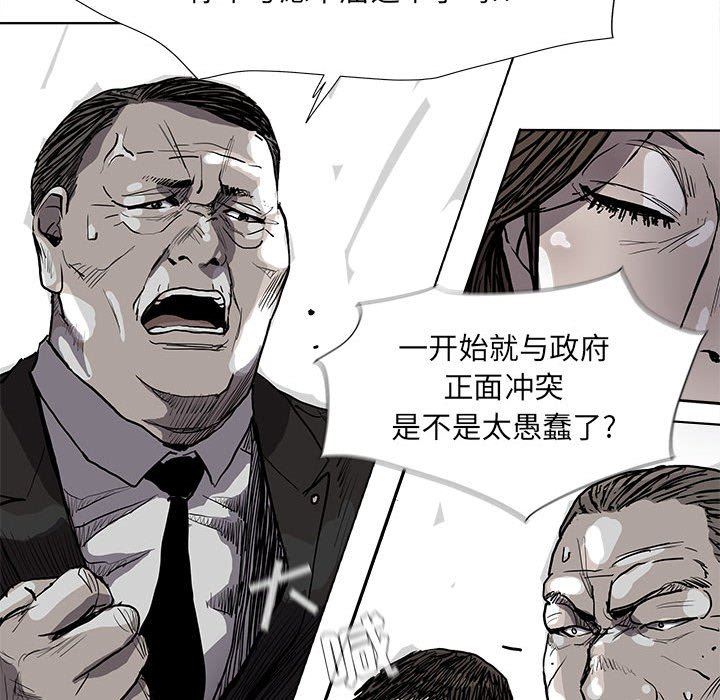 一开始就与政府
正面冲突
是不是太愚蠢了?
大
喊